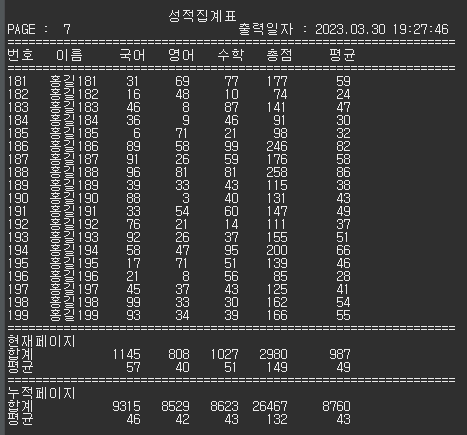 성적집계표
PAGE : 7 출력일자 : 2023.03.30 19:27:46
================================================================
번호 이름 국어 영어 수학 총점 평균
================================================================
181 홍길181 31 69 77 177 59
182 홍길182 16 48 10 74 24
183 홍길183 46 8 87 141 47
184 홍길184 36 9 46 91 30
185 홍길185 6 71 21 98 32
186 홍길186 89 58 99 246 82
187 홍길187 91 26 59 176 58
188 홍길188 96 81 81 258 86
189 홍길189 39 33 43 115 38
190 홍길190 88 3 40 131 43
191 홍길191 33 54 60 147 49
192 홍길192 76 21 14 111 37
193 홍길193 92 26 37 155 51
194 홍길194 58 47 95 200 66
195 홍길195 17 71 51 139 46
196 홍길196 21 8 56 85 28
197 홍길197 45 37 43 125 41
198 홍길198 99 33 30 162 54
199 홍길199 93 34 39 166 55
================================================================
현재페이지
합계 1145 808 1027 2980 987
평균 57 40 51 149 49
================================================================
누적페이지
합계 9315 8529 8623 26467 8760
평균 46 42 43 132 43